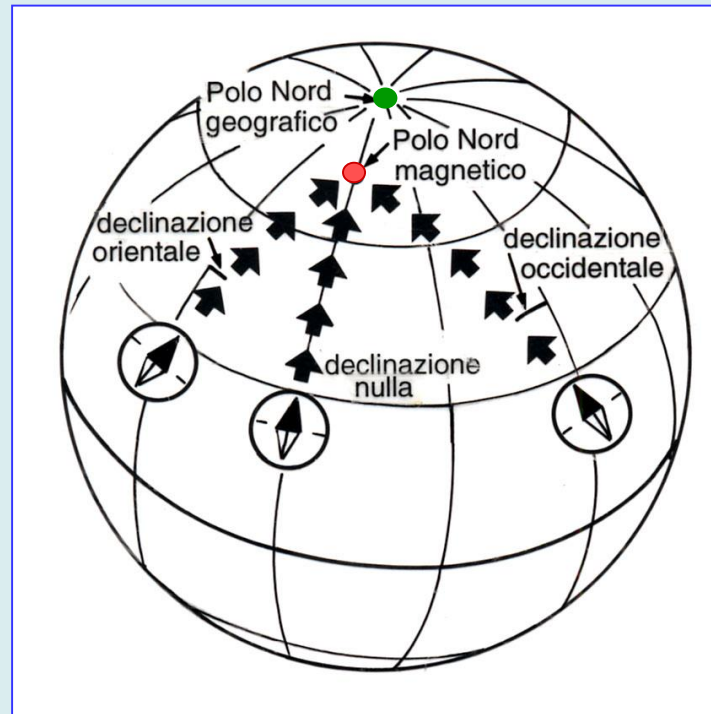 Polo Nord
geografico
Polo Nord
magnetico
declinazione
orientale
declinazione
occidentale
declinazione
nulla